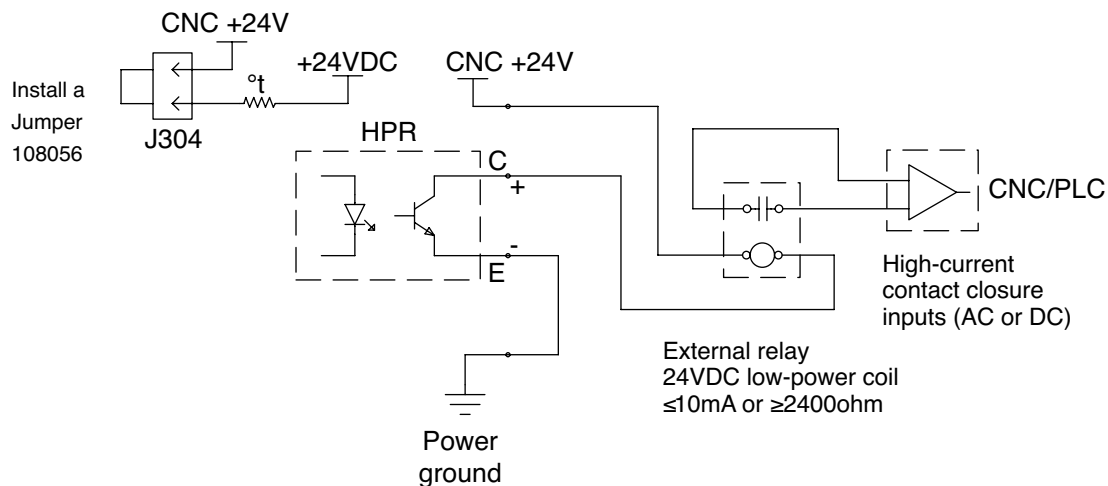 CNC +24V
Install a
Jumper
108056
J304
°t
+24VDC
CNC +24V
HPR
C
+
-
E
Power
ground
CNC/PLC
High-current
contact closure
inputs (AC or DC)
External relay
24VDC low-power coil
≤10mA or ≥2400ohm